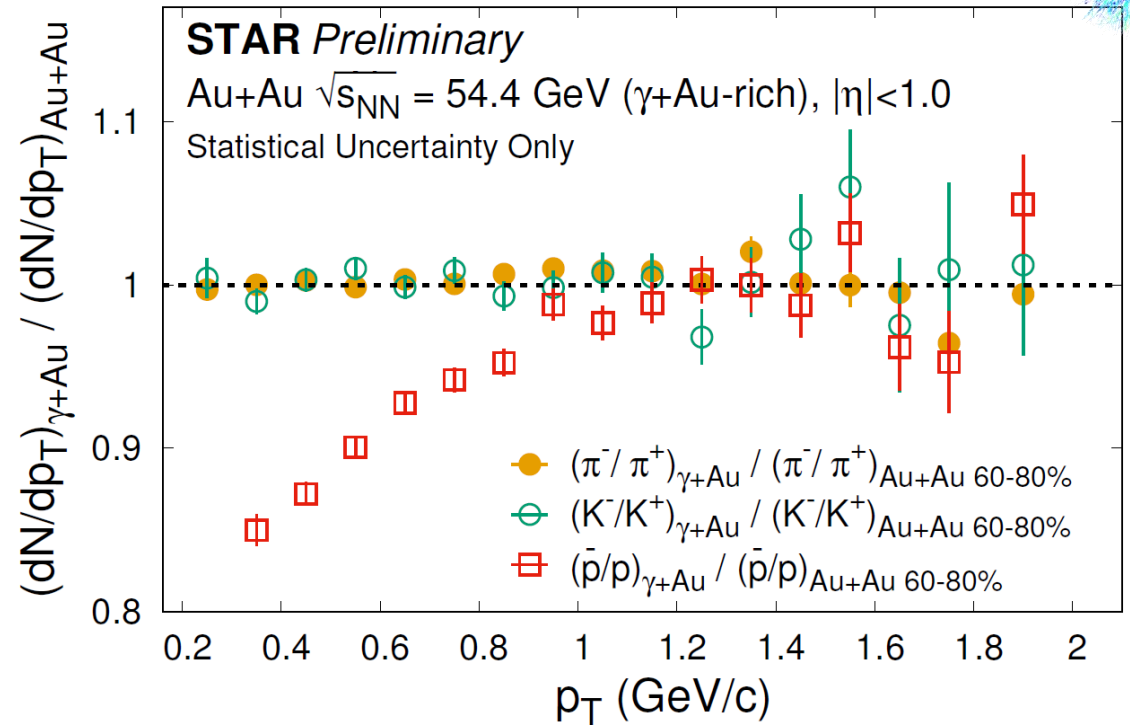 STAR Preliminary
Au+Au √s_NN = 54.4 GeV (γ+Au-rich), |η|<1.0
Statistical Uncertainty Only
(dN/dp_T)_γ+Au / (dN/dp_T)_Au+Au
1.1
1
0.9
0.8
(π⁻/ π⁺)_γ+Au / (π⁻/ π⁺)_Au+Au 60-80%
(K⁻/K⁺)_γ+Au / (K⁻/K⁺)_Au+Au 60-80%
(p̄/p)_γ+Au / (p̄/p)_Au+Au 60-80%
0.2 0.4 0.6 0.8 1 1.2 1.4 1.6 1.8 2
p_T (GeV/c)